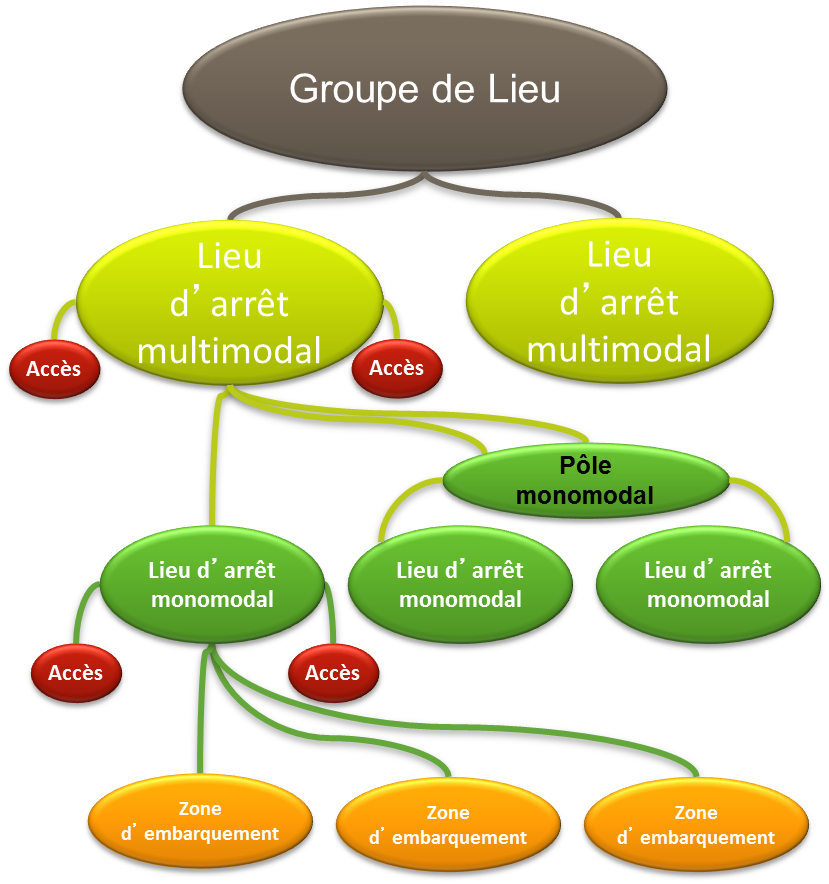 Groupe de Lieu
Lieu
d’ arrêt
multimodal
Lieu
d’ arrêt
multimodal
Accès
Accès
Pôle
monomodal
Lieu d’ arrêt
monomodal
Lieu d’ arrêt
monomodal
Lieu d’ arrêt
monomodal
Accès
Accès
Zone
d’ embarquement
Zone
d’ embarquement
Zone
d’ embarquement